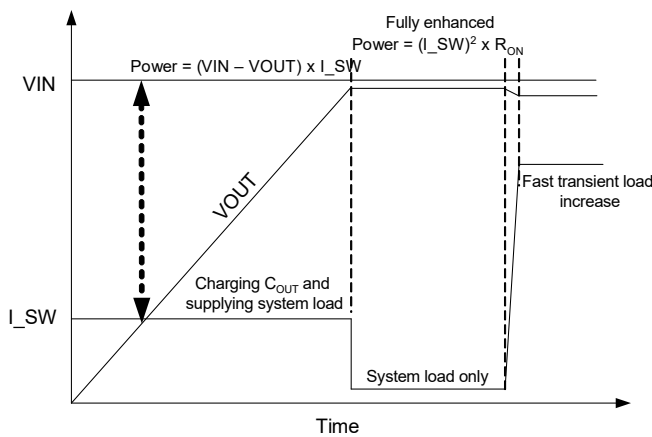 Fully enhanced
Power = (I_SW)² x R_ON
Power = (VIN – VOUT) x I_SW
VIN
VOUT
Fast transient load
increase
Charging C_OUT and
supplying system load
I_SW
System load only
Time